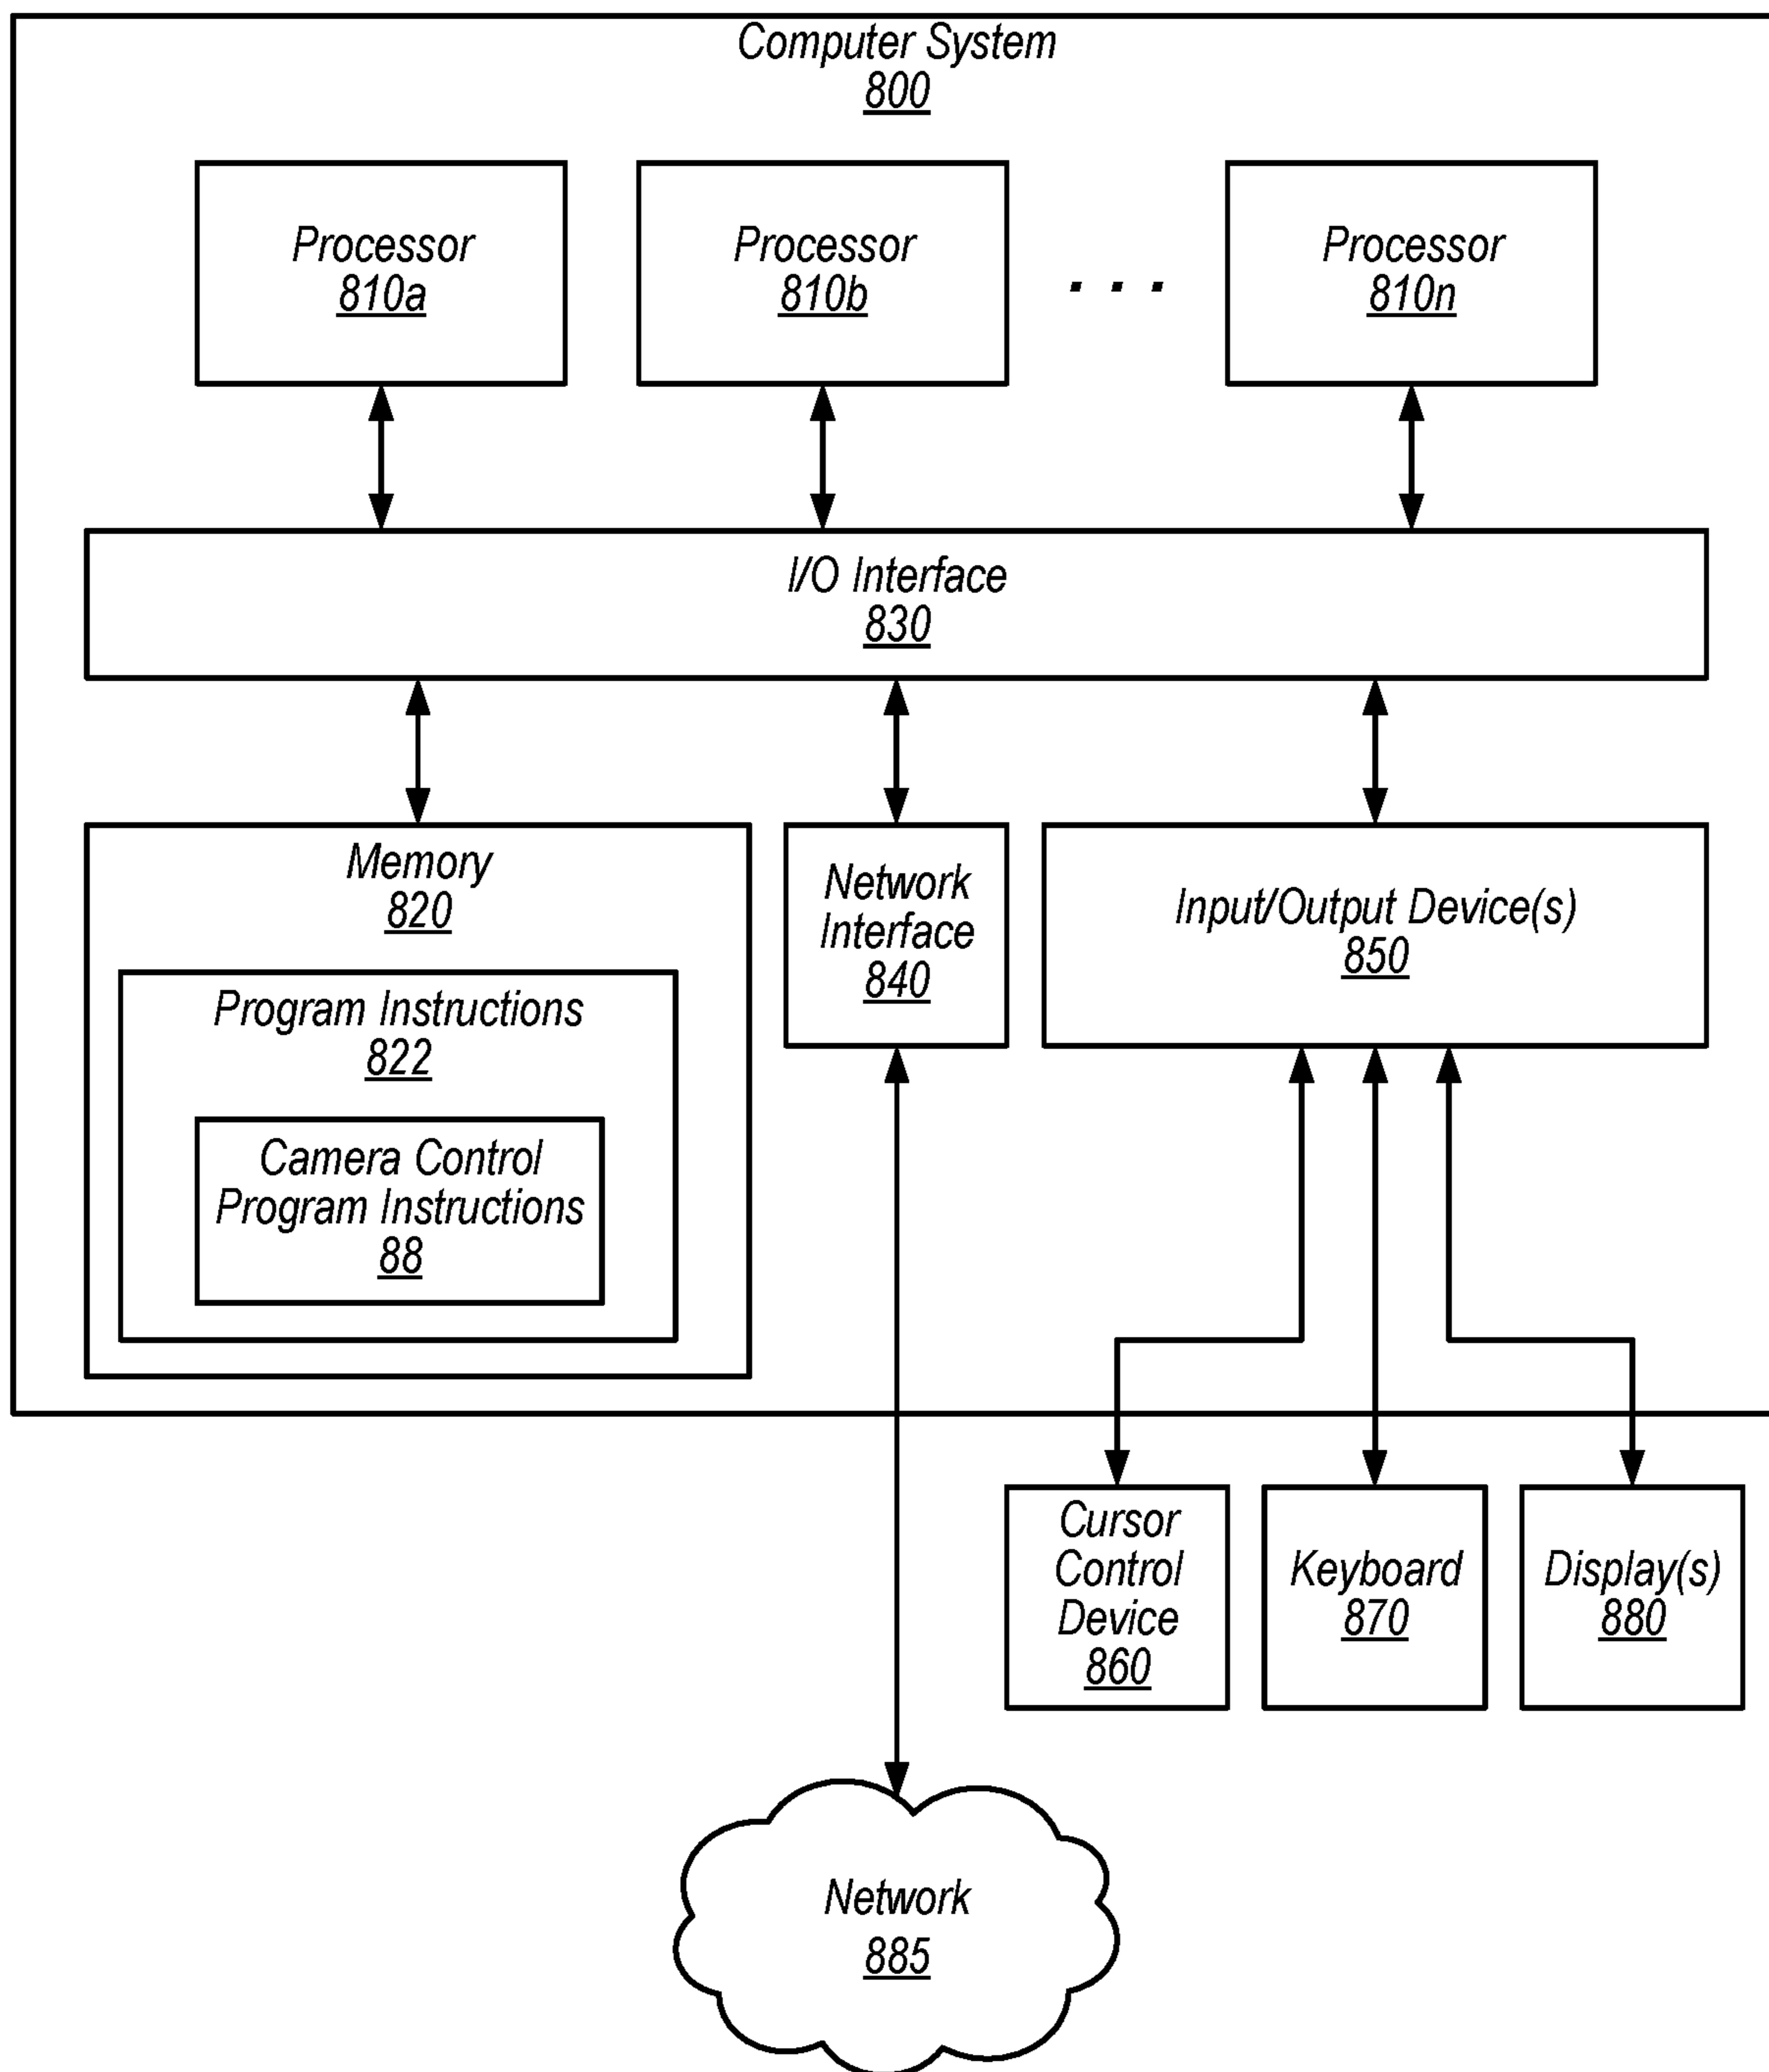 Computer System
800
Processor
810a
Processor
810b
. . .
Processor
810n
I/O Interface
830
Memory
820
Program Instructions
822
Camera Control
Program Instructions
88
Network
Interface
840
Input/Output Device(s)
850
Cursor
Control
Device
860
Keyboard
870
Display(s)
880
Network
885